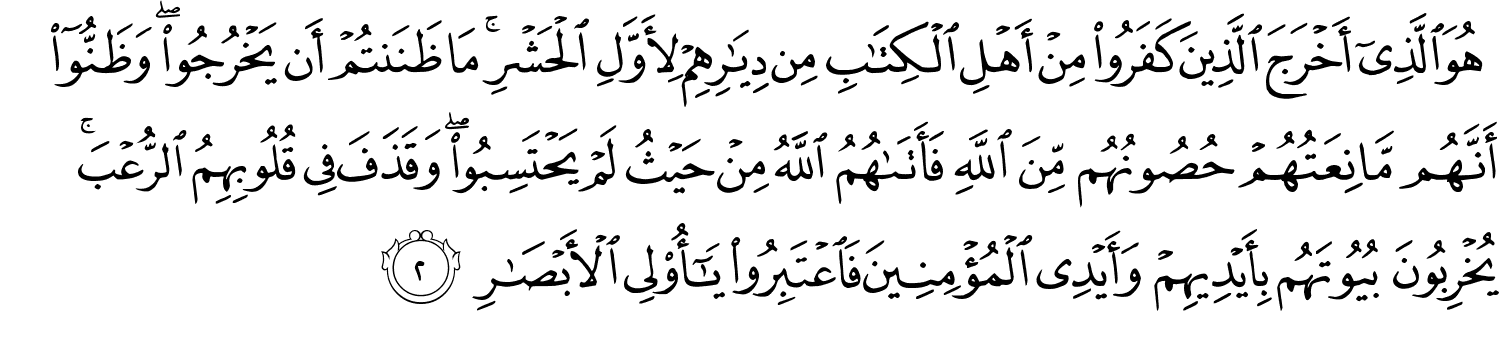 هُوَ ٱلَّذِىٓ أَخْرَجَ ٱلَّذِينَ كَفَرُوا۟ مِنْ أَهْلِ ٱلْكِتَـٰبِ مِن دِيَـٰرِهِمْ لِأَوَّلِ ٱلْحَشْرِ ۚ مَا ظَنَنتُمْ أَن يَخْرُجُوا۟ ۖ وَظَنُّوٓا۟
أَنَّهُم مَّانِعَتُهُمْ حُصُونُهُم مِّنَ ٱللَّهِ فَأَتَىٰهُمُ ٱللَّهُ مِنْ حَيْثُ لَمْ يَحْتَسِبُوا۟ ۖ وَقَذَفَ فِى قُلُوبِهِمُ ٱلرُّعْبَ ۚ
يُخْرِبُونَ بُيُوتَهُم بِأَيْدِيهِمْ وَأَيْدِى ٱلْمُؤْمِنِينَ فَٱعْتَبِرُوا۟ يَـٰٓأُو۟لِى ٱلْأَبْصَـٰرِ ٢